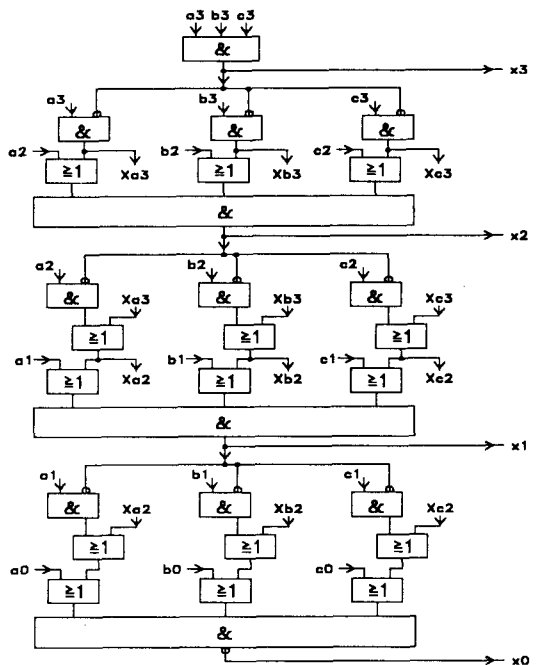 a3 b3 c3
&
x3
a3 b3 c3
& & &
a2 b2 c2
Xa3 Xb3 Xc3
≧1 ≧1 ≧1
&
x2
a2 b2 c2
& & &
Xa3 Xb3 Xc3
≧1 ≧1 ≧1
a1 b1 c1
Xa2 Xb2 Xc2
≧1 ≧1 ≧1
&
x1
a1 b1 c1
& & &
Xa2 Xb2 Xc2
≧1 ≧1 ≧1
a0 b0 c0
≧1 ≧1 ≧1
&
x0